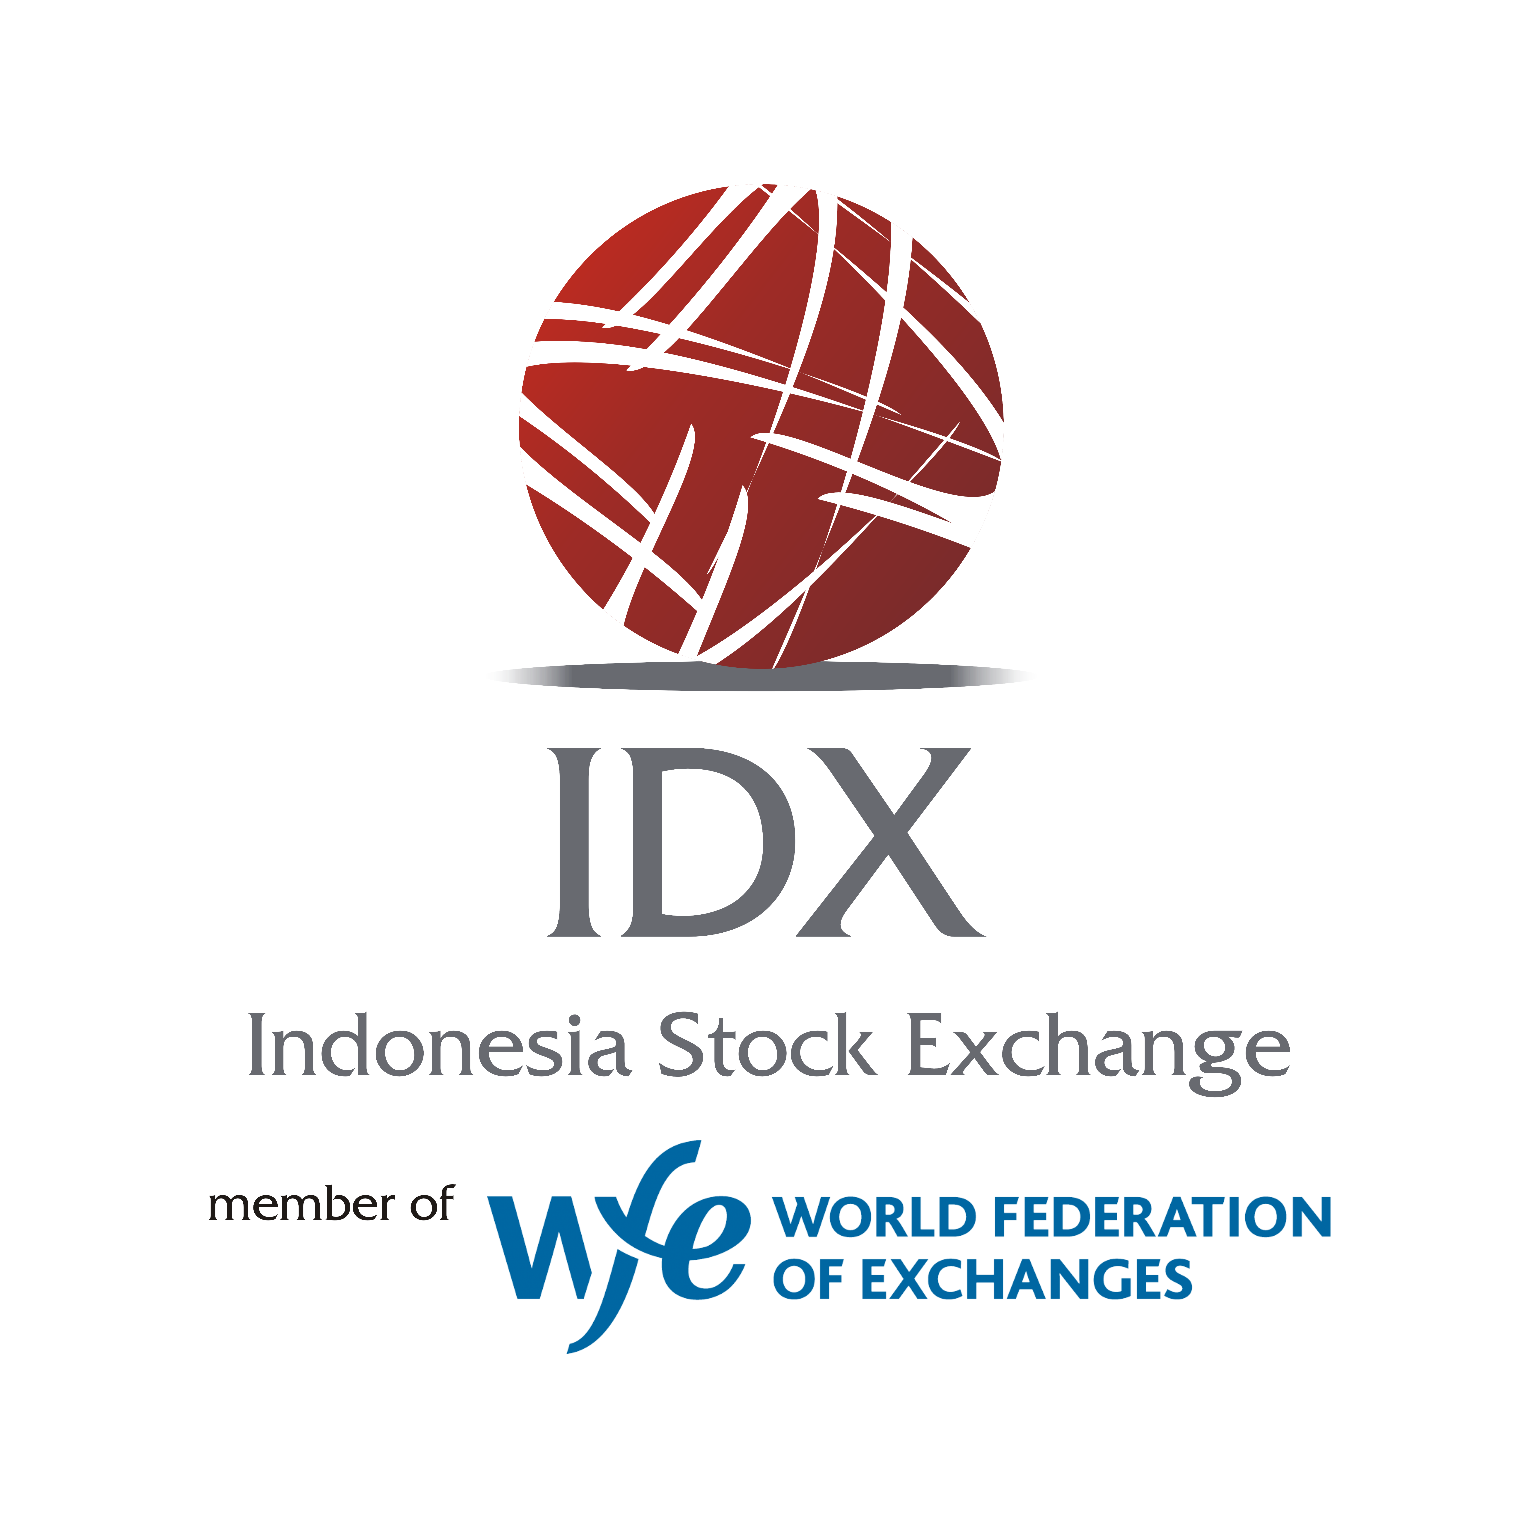 IDX
Indonesia Stock Exchange
member of
wfe
WORLD FEDERATION
OF EXCHANGES